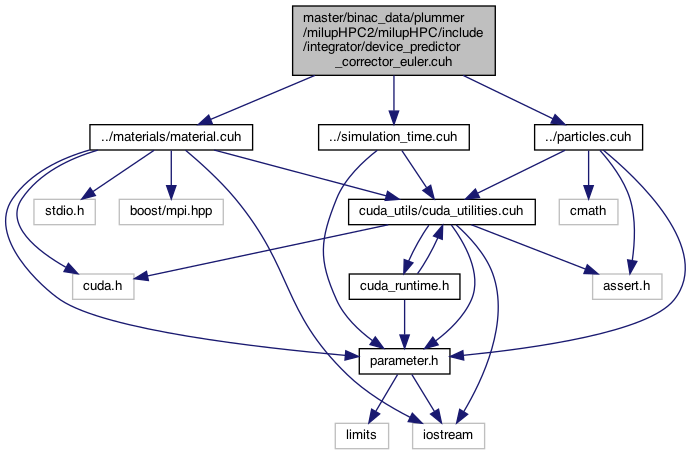 master/binac_data/plummer
/milupHPC2/milupHPC/include
/integrator/device_predictor
_corrector_euler.cuh
../materials/material.cuh
../simulation_time.cuh
../particles.cuh
stdio.h
boost/mpi.hpp
cuda_utils/cuda_utilities.cuh
cmath
cuda.h
cuda_runtime.h
assert.h
parameter.h
limits
iostream